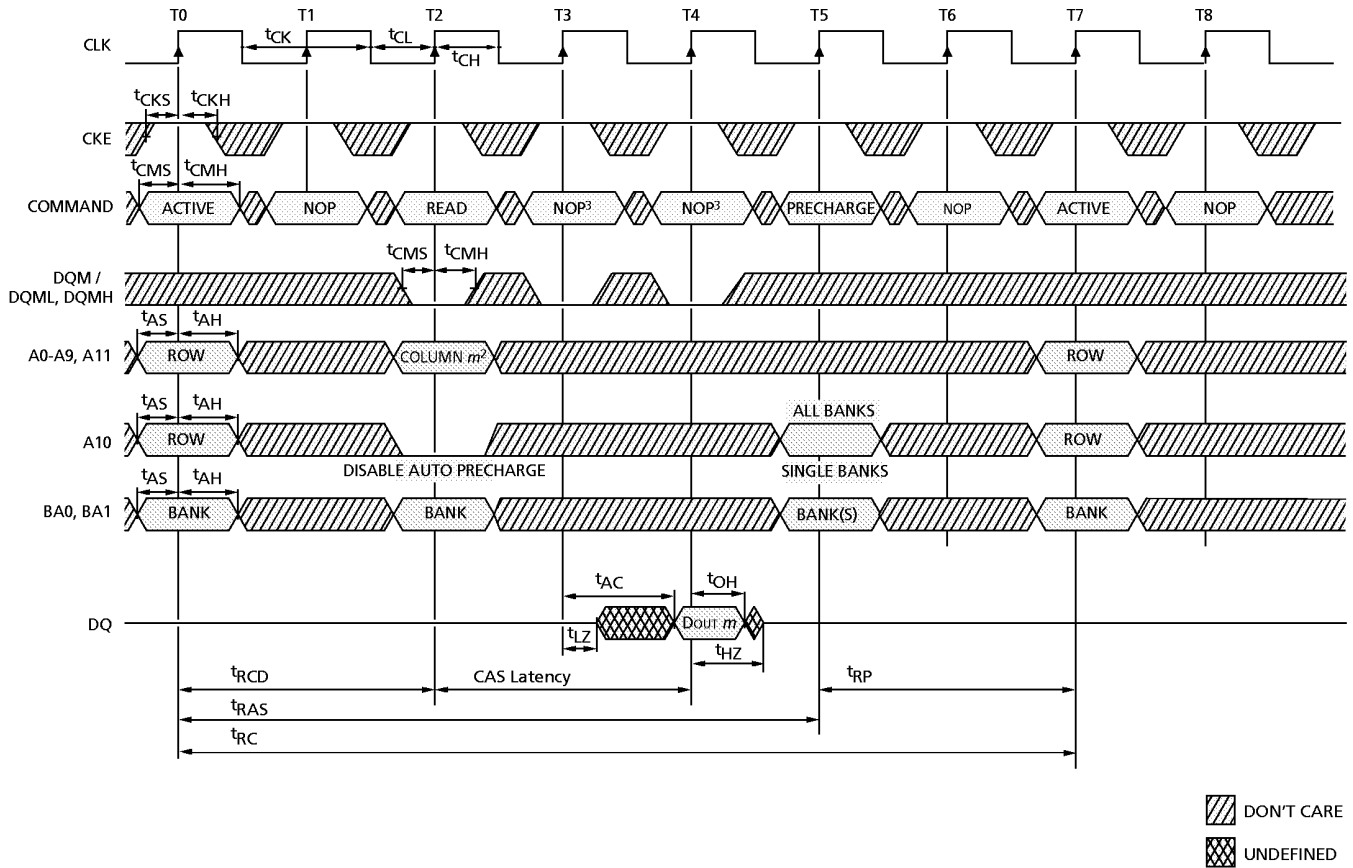 T0 T1 T2 T3 T4 T5 T6 T7 T8
CLK
tCK tCL
tCH
tCKS tCKH
CKE
tCMS tCMH
COMMAND ACTIVE NOP READ NOP³ NOP³ PRECHARGE NOP ACTIVE NOP
tCMS tCMH
DQM /
DQML, DQMH
tAS tAH
A0-A9, A11 ROW COLUMN m² ROW
tAS tAH ALL BANKS
A10 ROW ROW
DISABLE AUTO PRECHARGE SINGLE BANKS
tAS tAH
BA0, BA1 BANK BANK BANK(S) BANK
tAC tOH
DQ DOUT m
tLZ tHZ
tRCD CAS Latency tRP
tRAS
tRC
DON'T CARE
UNDEFINED